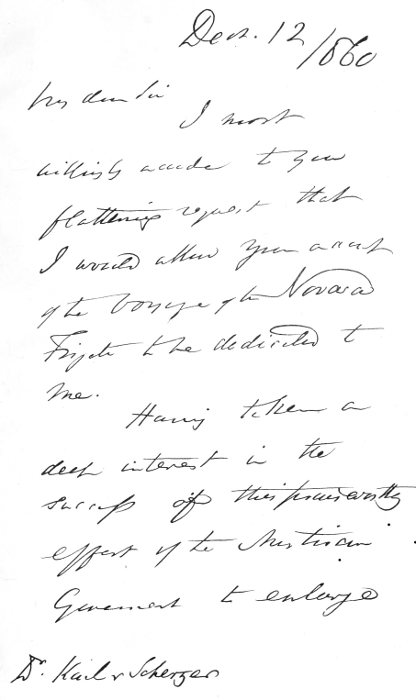 Decr. 12 /860
My dear Sir
I most
willingly accede to your
flattering request that
I would allow your account
of the Voyage of the Novara
Frigate to be dedicated to
me.
Having taken a
deep interest in the
success of this praiseworthy
effort of the Austrian
Government to enlarge
Dr. Karl v Scherzer